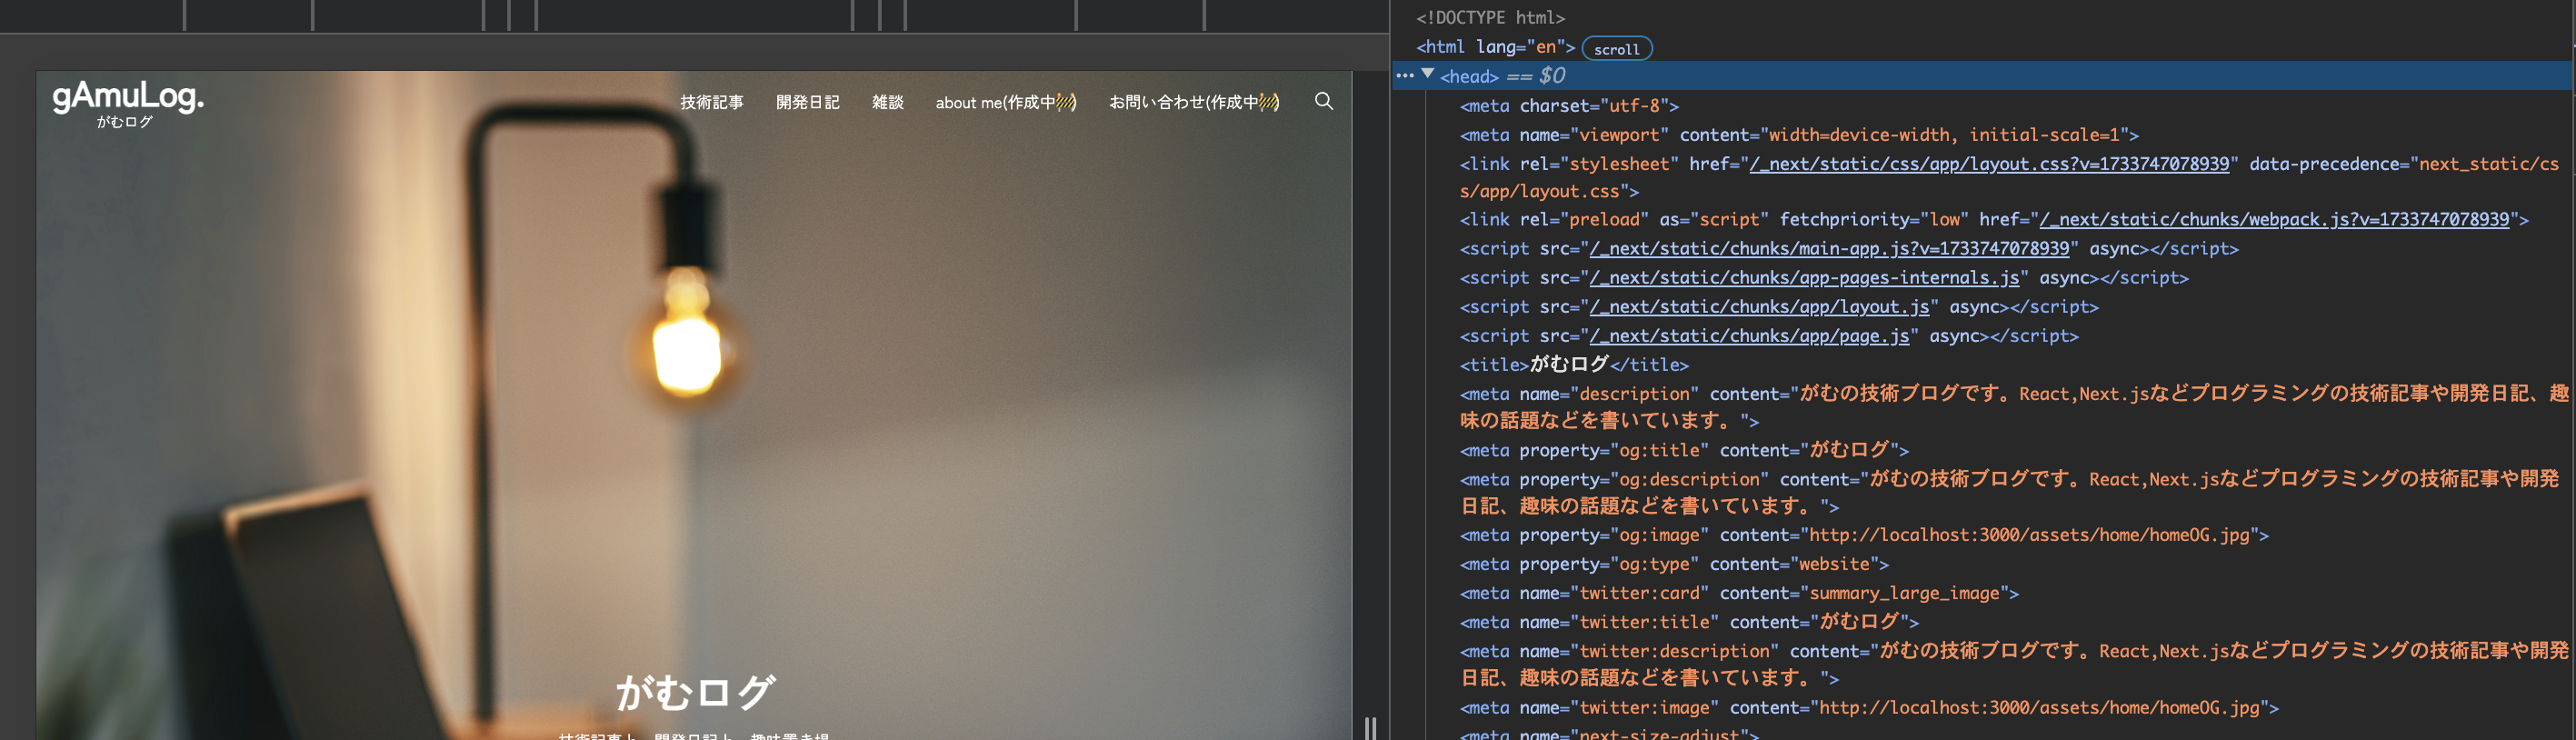 gAmuLog.
がむログ
技術記事
開発日記
雑談
about me(作成中🚧)
お問い合わせ(作成中🚧)
がむログ
<!DOCTYPE html>
<html lang="en"> scroll
··· ▼ <head> == $0
<meta charset="utf-8">
<meta name="viewport" content="width=device-width, initial-scale=1">
<link rel="stylesheet" href="/_next/static/css/app/layout.css?v=1733747078939" data-precedence="next_static/cs
s/app/layout.css">
<link rel="preload" as="script" fetchpriority="low" href="/_next/static/chunks/webpack.js?v=1733747078939">
<script src="/_next/static/chunks/main-app.js?v=1733747078939" async></script>
<script src="/_next/static/chunks/app-pages-internals.js" async></script>
<script src="/_next/static/chunks/app/layout.js" async></script>
<script src="/_next/static/chunks/app/page.js" async></script>
<title>がむログ</title>
<meta name="description" content="がむの技術ブログです。React,Next.jsなどプログラミングの技術記事や開発日記、趣
味の話題などを書いています。">
<meta property="og:title" content="がむログ">
<meta property="og:description" content="がむの技術ブログです。React,Next.jsなどプログラミングの技術記事や開発
日記、趣味の話題などを書いています。">
<meta property="og:image" content="http://localhost:3000/assets/home/homeOG.jpg">
<meta property="og:type" content="website">
<meta name="twitter:card" content="summary_large_image">
<meta name="twitter:title" content="がむログ">
<meta name="twitter:description" content="がむの技術ブログです。React,Next.jsなどプログラミングの技術記事や開発
日記、趣味の話題などを書いています。">
<meta name="twitter:image" content="http://localhost:3000/assets/home/homeOG.jpg">
<meta name="next-size-adjust">